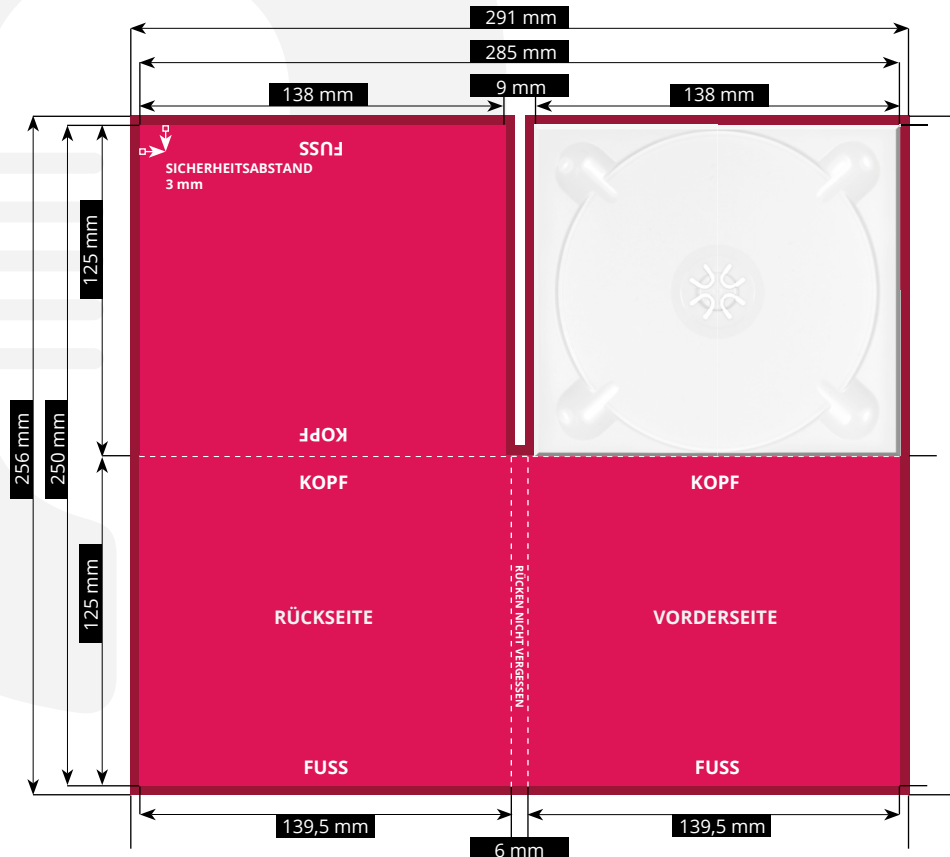 291 mm
285 mm
9 mm
138 mm
138 mm
FUSS
SICHERHEITSABSTAND
3 mm
125 mm
KOPF
256 mm
250 mm
KOPF
KOPF
125 mm
RÜCKEN NICHT VERGESSEN
RÜCKSEITE
VORDERSEITE
FUSS
FUSS
139,5 mm
139,5 mm
6 mm